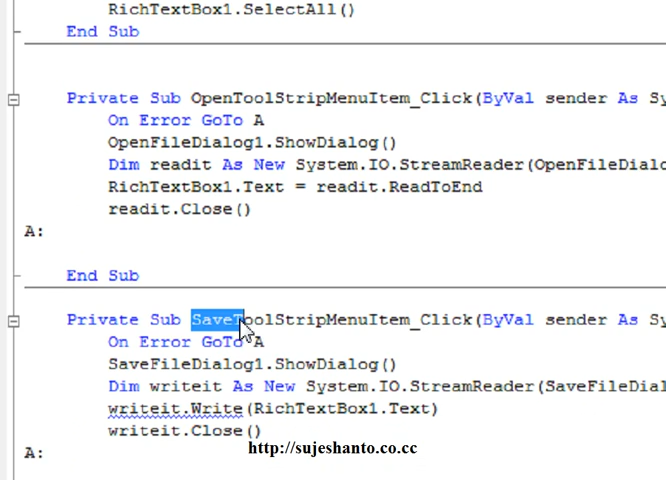 RichTextBox1.SelectAll()
End Sub
Private Sub OpenToolStripMenuItem_Click(ByVal sender As Sy
On Error GoTo A
OpenFileDialog1.ShowDialog()
Dim readit As New System.IO.StreamReader(OpenFileDialo
RichTextBox1.Text = readit.ReadToEnd
readit.Close()
A:
End Sub
Private Sub SaveToolStripMenuItem_Click(ByVal sender As Sy
On Error GoTo A
SaveFileDialog1.ShowDialog()
Dim writeit As New System.IO.StreamReader(SaveFileDia
writeit.Write(RichTextBox1.Text)
writeit.Close()
http://sujeshanto.co.cc
A: